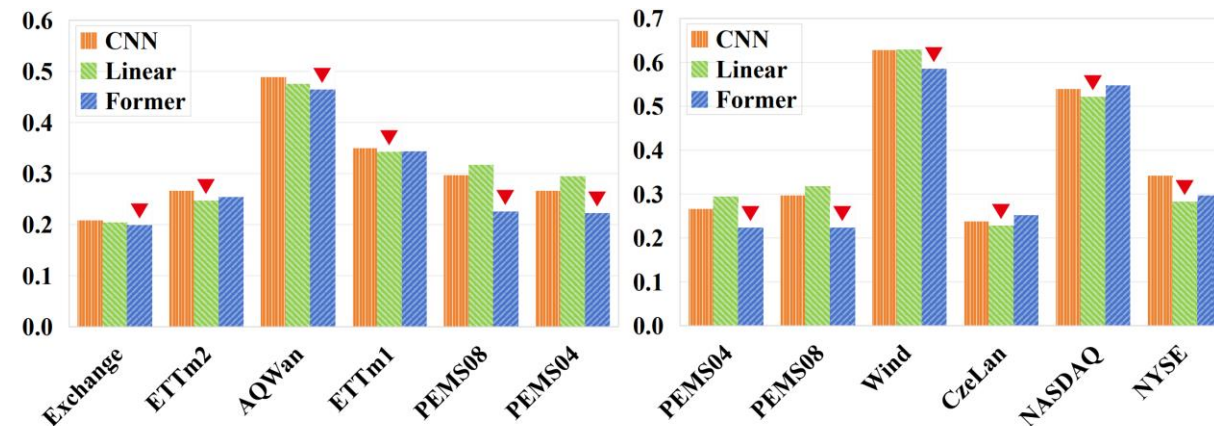 0.6
0.5
0.4
0.3
0.2
0.1
0.0
CNN
Linear
Former
Exchange
ETTm2
AQWan
ETTm1
PEMS08
PEMS04
0.7
0.6
0.5
0.4
0.3
0.2
0.1
0.0
CNN
Linear
Former
PEMS04
PEMS08
Wind
CzeLan
NASDAQ
NYSE